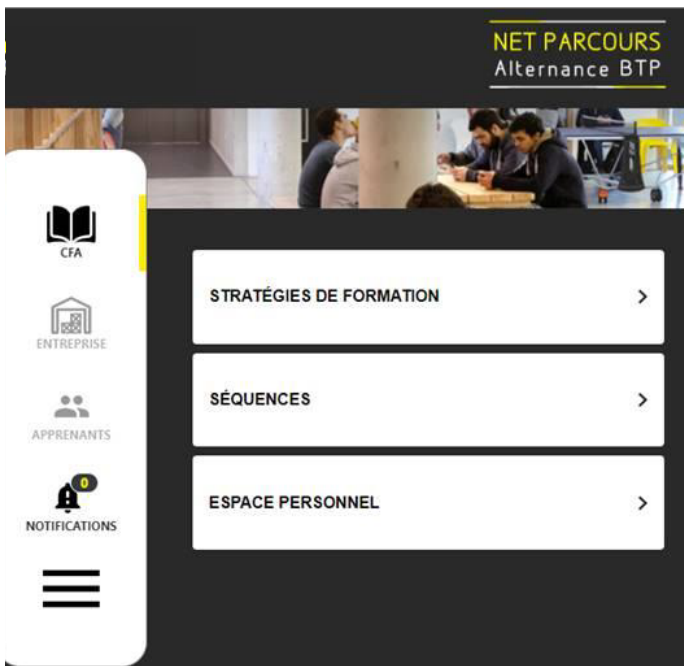 NET PARCOURS
Alternance BTP
CFA
ENTREPRISE
APPRENANTS
0
NOTIFICATIONS
STRATÉGIES DE FORMATION
SÉQUENCES
ESPACE PERSONNEL